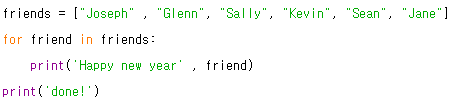 friends = ["Joseph" , "Glenn", "Sally", "Kevin", "Sean", "Jane"]
for friend in friends:
    print('Happy new year' , friend)
print('done!')